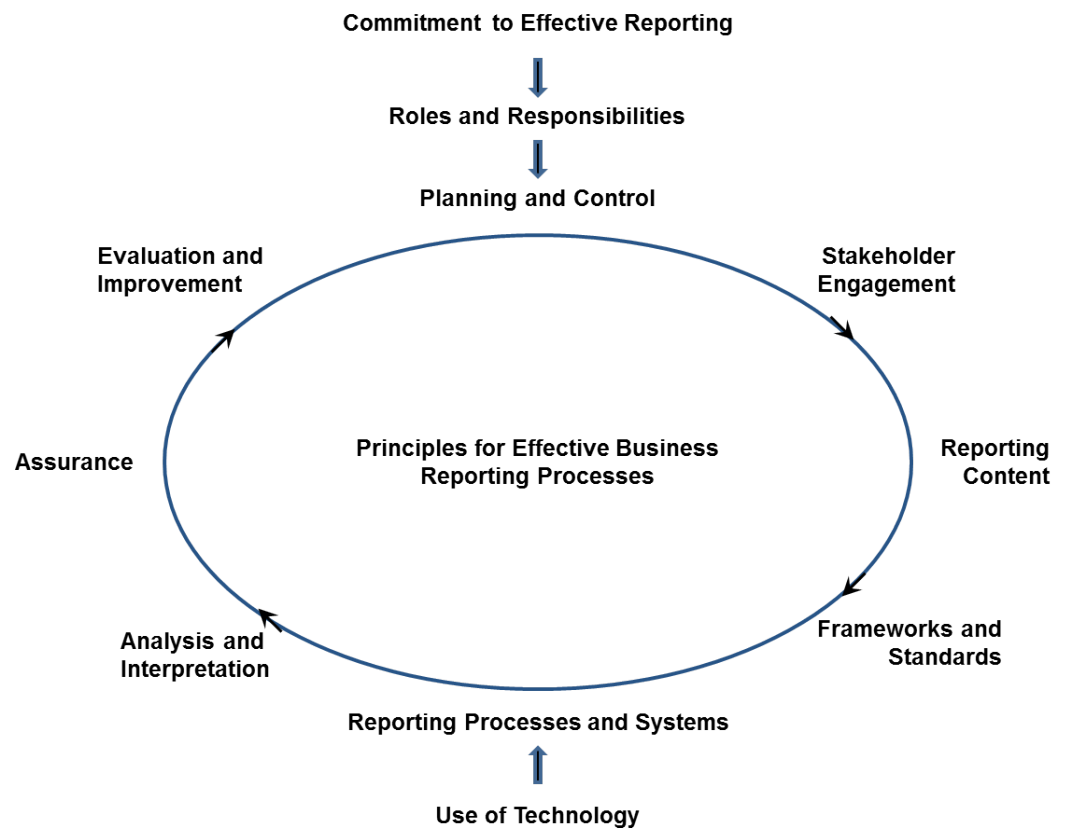 Commitment to Effective Reporting
Roles and Responsibilities
Planning and Control
Evaluation and
Improvement
Stakeholder
Engagement
Assurance
Principles for Effective Business
Reporting Processes
Reporting
Content
Analysis and
Interpretation
Frameworks and
Standards
Reporting Processes and Systems
Use of Technology